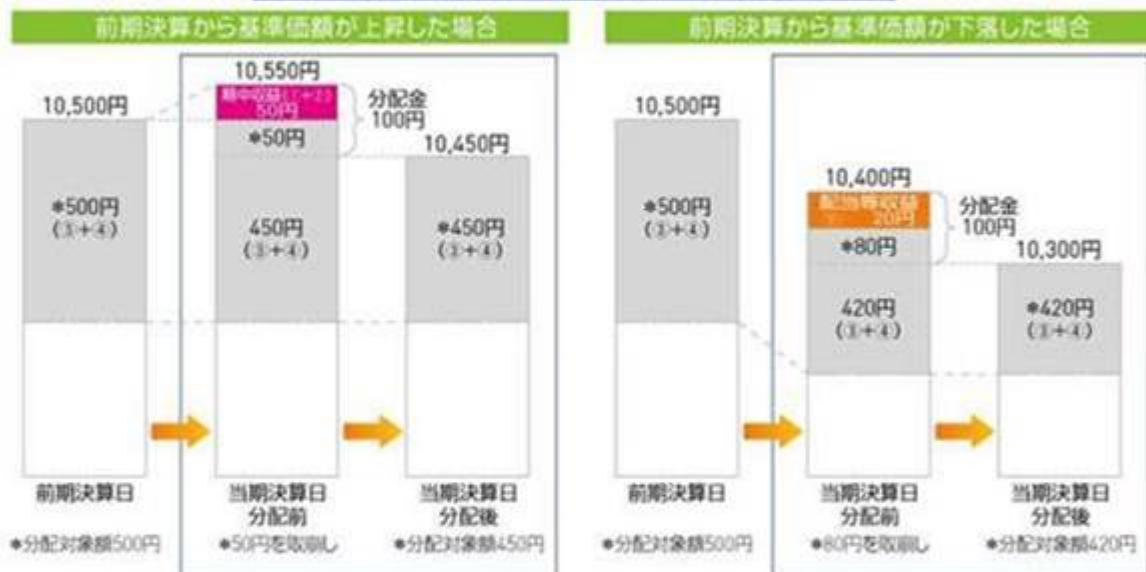 前期決算から基準価額が上昇した場合
10,500円
*500円
(③+④)
10,550円
期中収益(①+②)
50円
*50円
450円
(③+④)
分配金
100円
10,450円
*450円
(③+④)
前期決算日
当期決算日
分配前
当期決算日
分配後
*分配対象額500円
*50円を取崩し
*分配対象額450円
前期決算から基準価額が下落した場合
10,500円
*500円
(③+④)
10,400円
配当等収益
20円
*80円
420円
(③+④)
分配金
100円
10,300円
*420円
(③+④)
前期決算日
当期決算日
分配前
当期決算日
分配後
*分配対象額500円
*80円を取崩し
*分配対象額420円